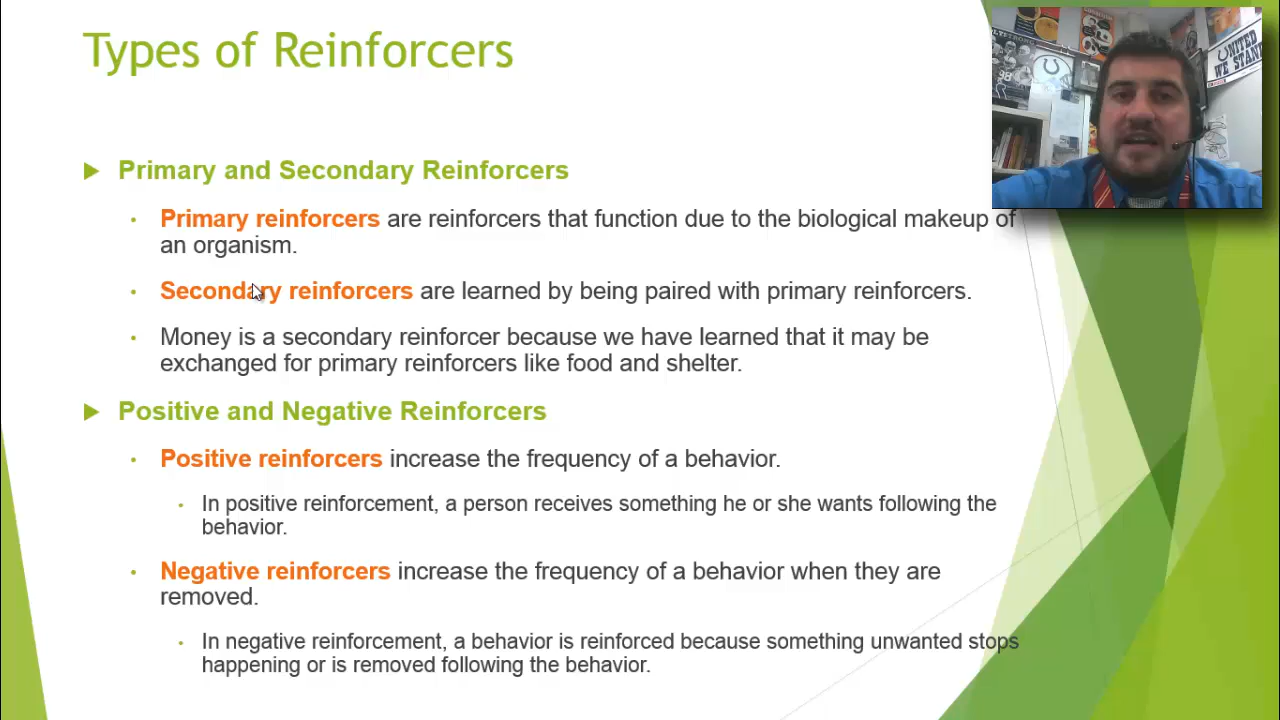 Types of Reinforcers
UNITED
WE STAND
98
Primary and Secondary Reinforcers
Primary reinforcers are reinforcers that function due to the biological makeup of
an organism.
Secondary reinforcers are learned by being paired with primary reinforcers.
Money is a secondary reinforcer because we have learned that it may be
exchanged for primary reinforcers like food and shelter.
Positive and Negative Reinforcers
Positive reinforcers increase the frequency of a behavior.
In positive reinforcement, a person receives something he or she wants following the
behavior.
Negative reinforcers increase the frequency of a behavior when they are
removed.
In negative reinforcement, a behavior is reinforced because something unwanted stops
happening or is removed following the behavior.